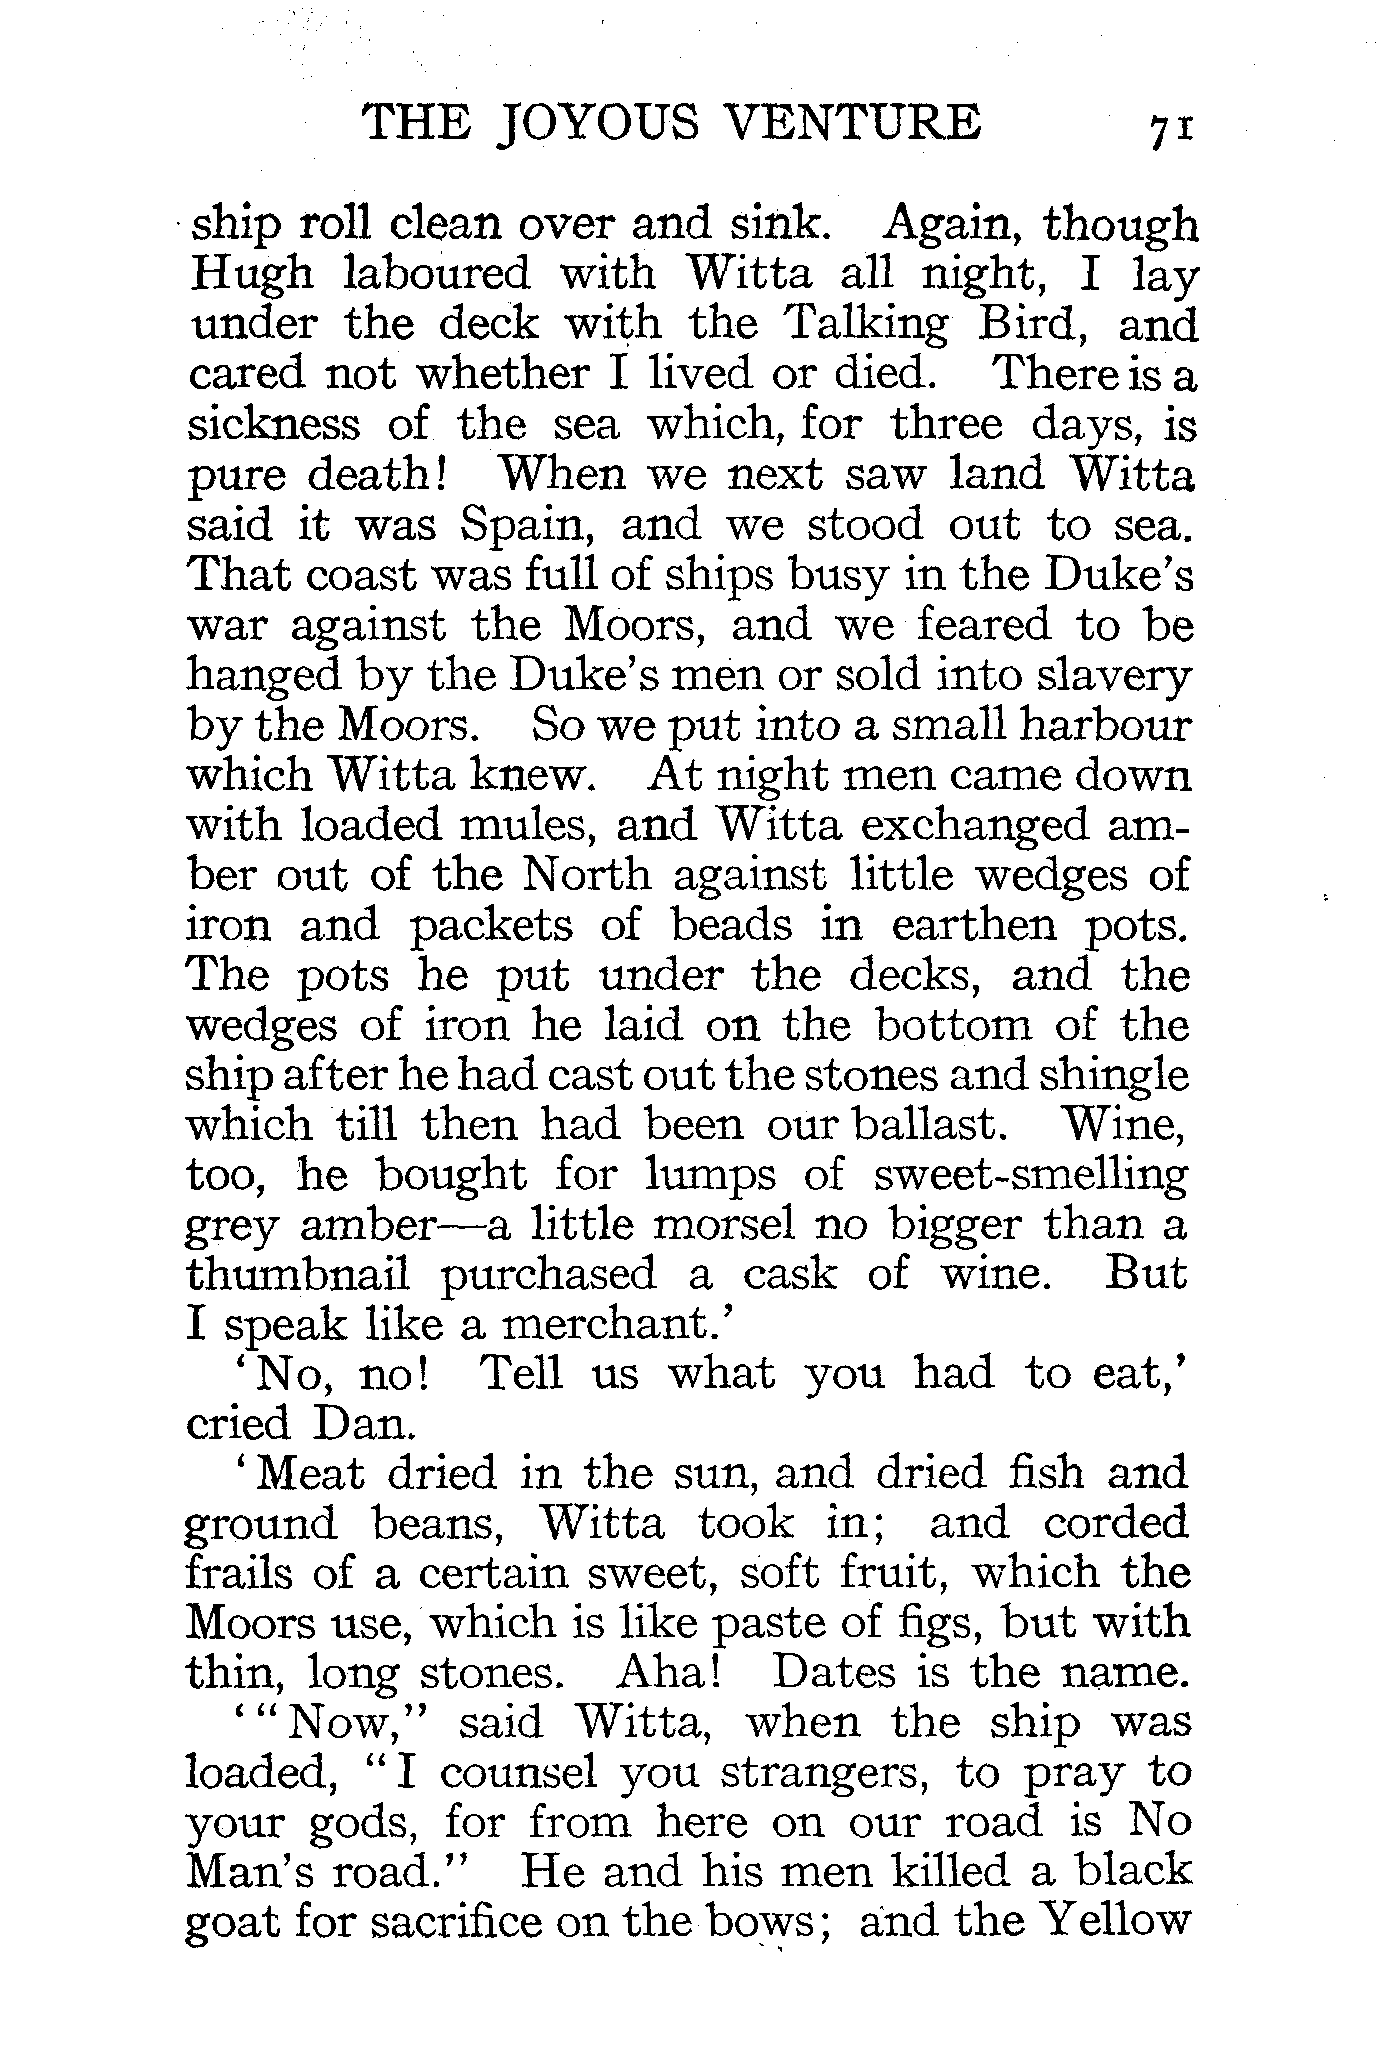 THE JOYOUS VENTURE 71
ship roll clean over and sink. Again, though
Hugh laboured with Witta all night, I lay
under the deck with the Talking Bird, and
cared not whether I lived or died. There is a
sickness of the sea which, for three days, is
pure death! When we next saw land Witta
said it was Spain, and we stood out to sea.
That coast was full of ships busy in the Duke's
war against the Moors, and we feared to be
hanged by the Duke's men or sold into slavery
by the Moors. So we put into a small harbour
which Witta knew. At night men came down
with loaded mules, and Witta exchanged am-
ber out of the North against little wedges of
iron and packets of beads in earthen pots.
The pots he put under the decks, and the
wedges of iron he laid on the bottom of the
ship after he had cast out the stones and shingle
which till then had been our ballast. Wine,
too, he bought for lumps of sweet-smelling
grey amber—a little morsel no bigger than a
thumbnail purchased a cask of wine. But
I speak like a merchant.'
'No, no! Tell us what you had to eat,'
cried Dan.
'Meat dried in the sun, and dried fish and
ground beans, Witta took in; and corded
frails of a certain sweet, soft fruit, which the
Moors use, which is like paste of figs, but with
thin, long stones. Aha! Dates is the name.
'"Now," said Witta, when the ship was
loaded, "I counsel you strangers, to pray to
your gods, for from here on our road is No
Man's road." He and his men killed a black
goat for sacrifice on the bows; and the Yellow